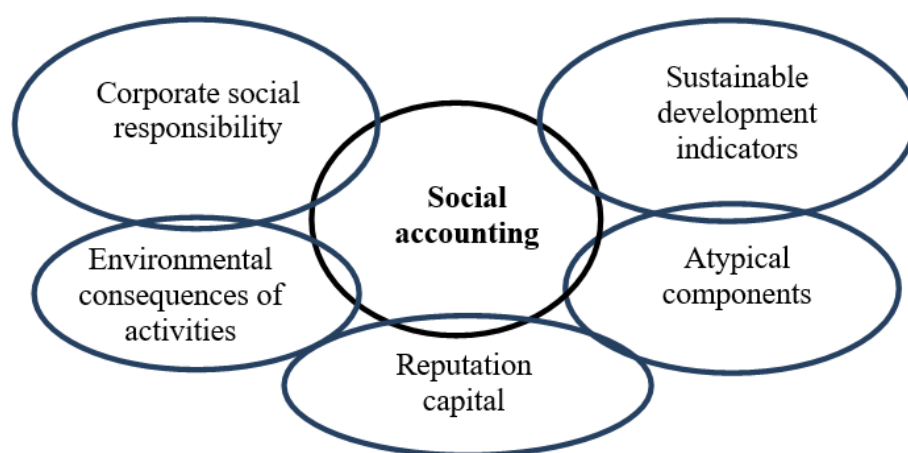 Corporate social
responsibility
Sustainable
development
indicators
Social
accounting
Environmental
consequences of
activities
Atypical
components
Reputation
capital